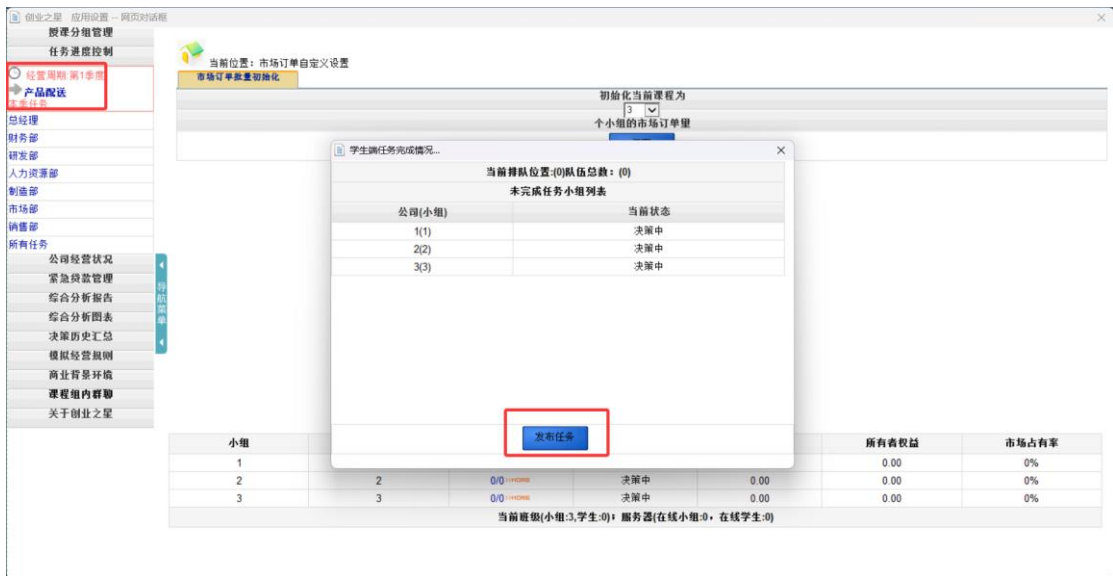 创业之星 应用设置 -- 网页对话框
授课分组管理
任务进度控制
经营周期 第1季度
产品配送
本季任务
总经理
财务部
研发部
人力资源部
制造部
市场部
销售部
所有任务
公司经营状况
紧急贷款管理
综合分析报告
综合分析图表
决策历史汇总
模拟经营规则
商业背景环境
课程组内群聊
关于创业之星
导航菜单
当前位置：市场订单自定义设置
市场订单批量初始化
初始化当前课程为
3
个小组的市场订单里
学生端任务完成情况...
当前排队位置:(0)队伍总数：(0)
未完成任务小组列表
公司(小组) 当前状态
1(1) 决策中
2(2) 决策中
3(3) 决策中
发布任务
小组 所有者权益 市场占有率
1 0.00 0%
2 2 0/0 决策中 0.00 0.00 0%
3 3 0/0 决策中 0.00 0.00 0%
当前班级(小组:3,学生:0)；服务器(在线小组:0，在线学生:0)